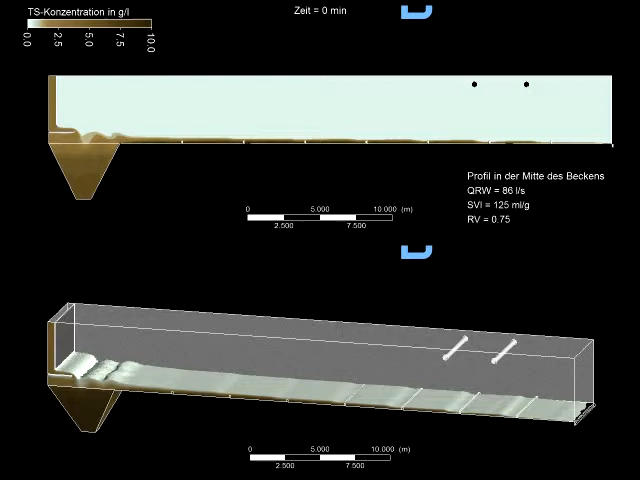 TS-Konzentration in g/l
Zeit = 0 min
0.0 2.5 5.0 7.5 10.0
Profil in der Mitte des Beckens
QRW = 86 l/s
SVI = 125 ml/g
RV = 0.75
0 5.000 10.000 (m)
2.500 7.500
0 5.000 10.000 (m)
2.500 7.500